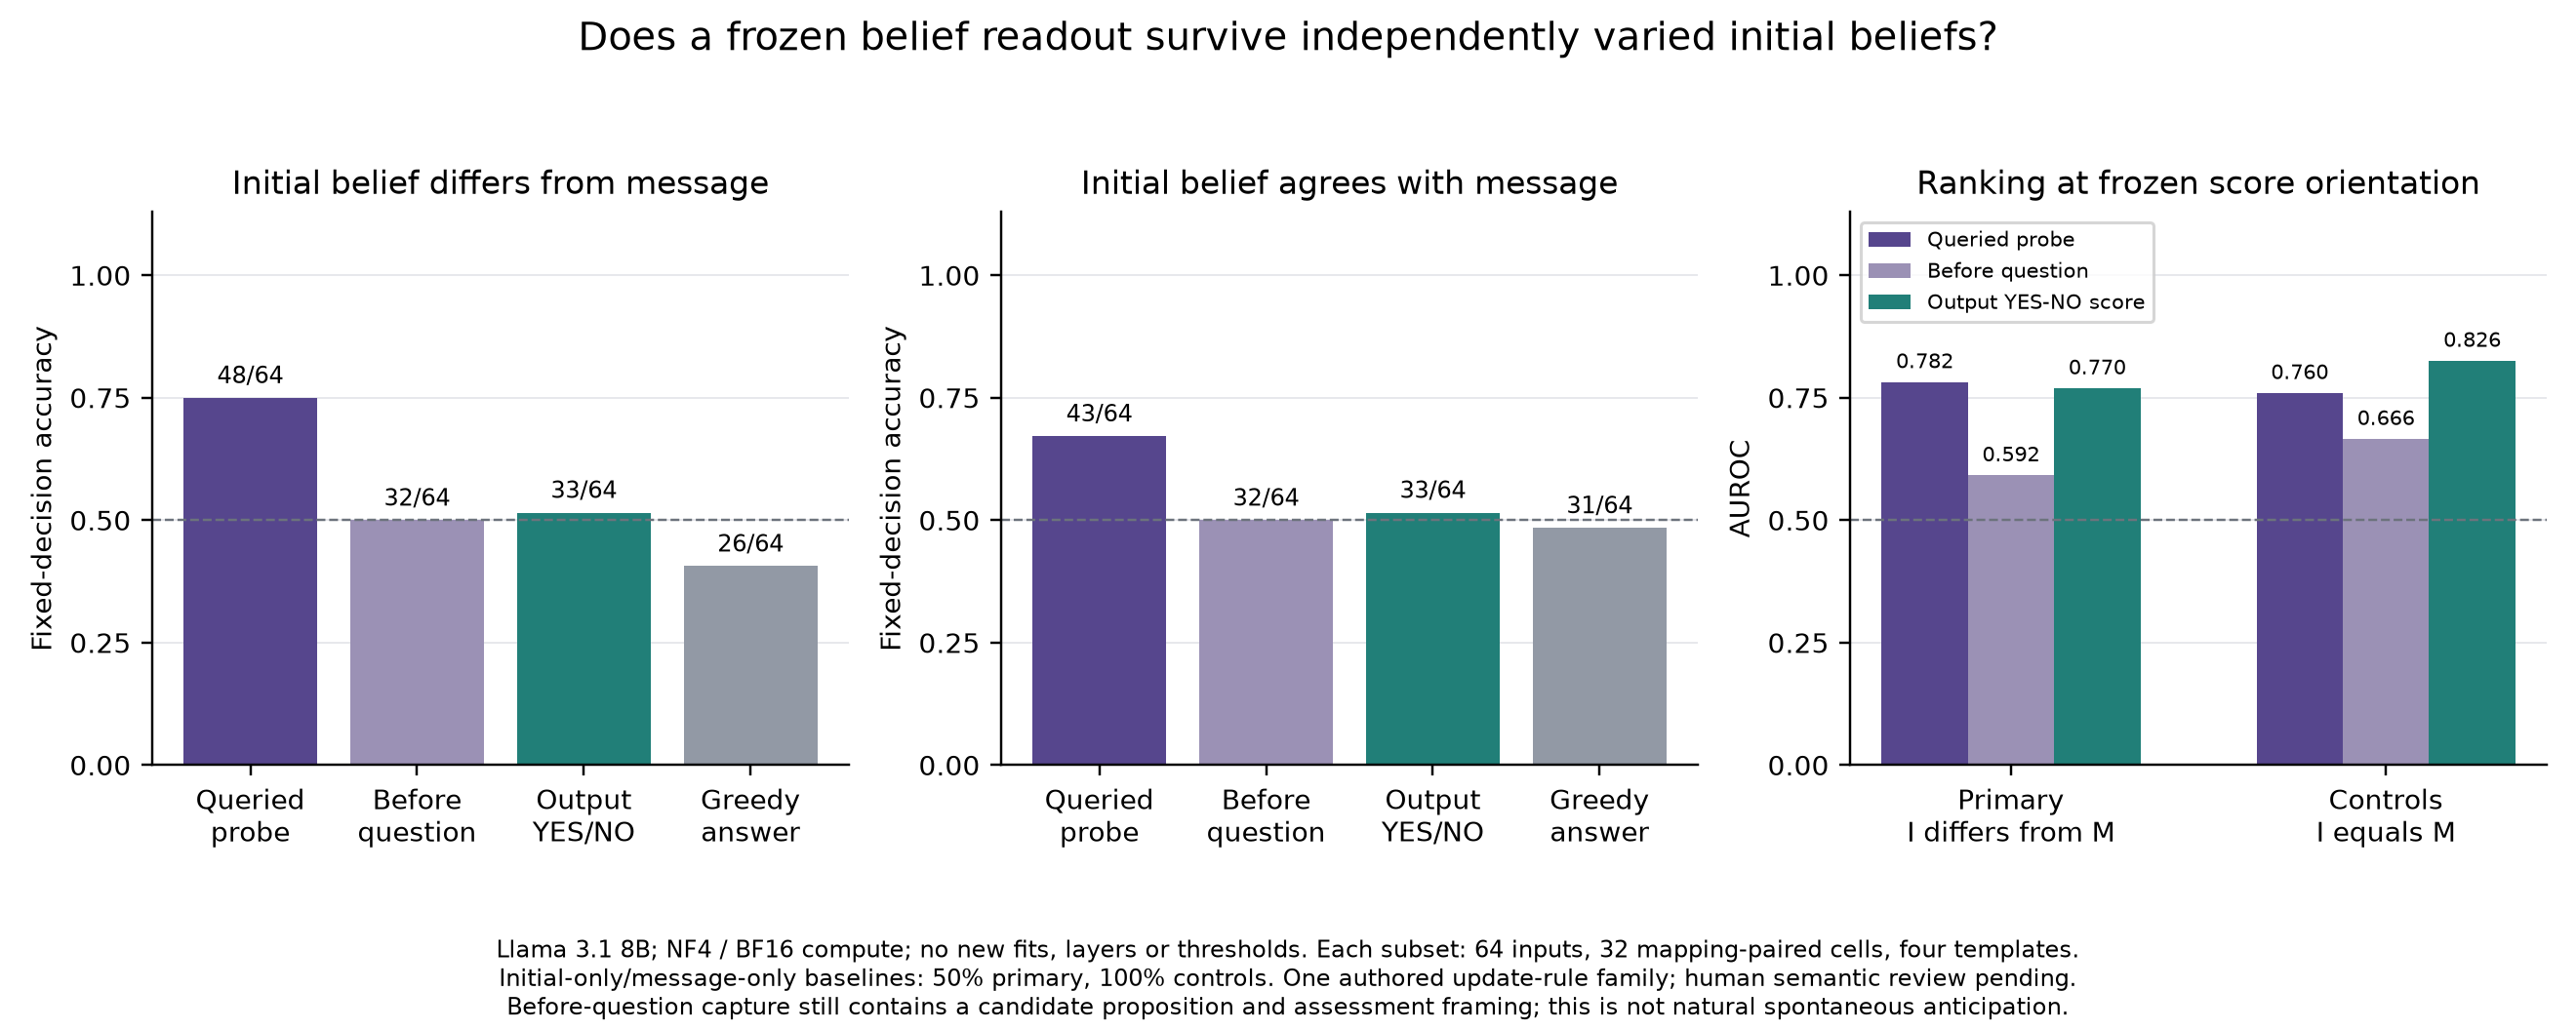 Does a frozen belief readout survive independently varied initial beliefs?
Initial belief differs from message
Fixed-decision accuracy
1.00
0.75
0.50
0.25
0.00
48/64
32/64
33/64
26/64
Queried
probe
Before
question
Output
YES/NO
Greedy
answer
Initial belief agrees with message
Fixed-decision accuracy
1.00
0.75
0.50
0.25
0.00
43/64
32/64
33/64
31/64
Queried
probe
Before
question
Output
YES/NO
Greedy
answer
Ranking at frozen score orientation
AUROC
1.00
0.75
0.50
0.25
0.00
Queried probe
Before question
Output YES-NO score
0.782
0.592
0.770
0.760
0.666
0.826
Primary
I differs from M
Controls
I equals M
Llama 3.1 8B; NF4 / BF16 compute; no new fits, layers or thresholds. Each subset: 64 inputs, 32 mapping-paired cells, four templates.
Initial-only/message-only baselines: 50% primary, 100% controls. One authored update-rule family; human semantic review pending.
Before-question capture still contains a candidate proposition and assessment framing; this is not natural spontaneous anticipation.